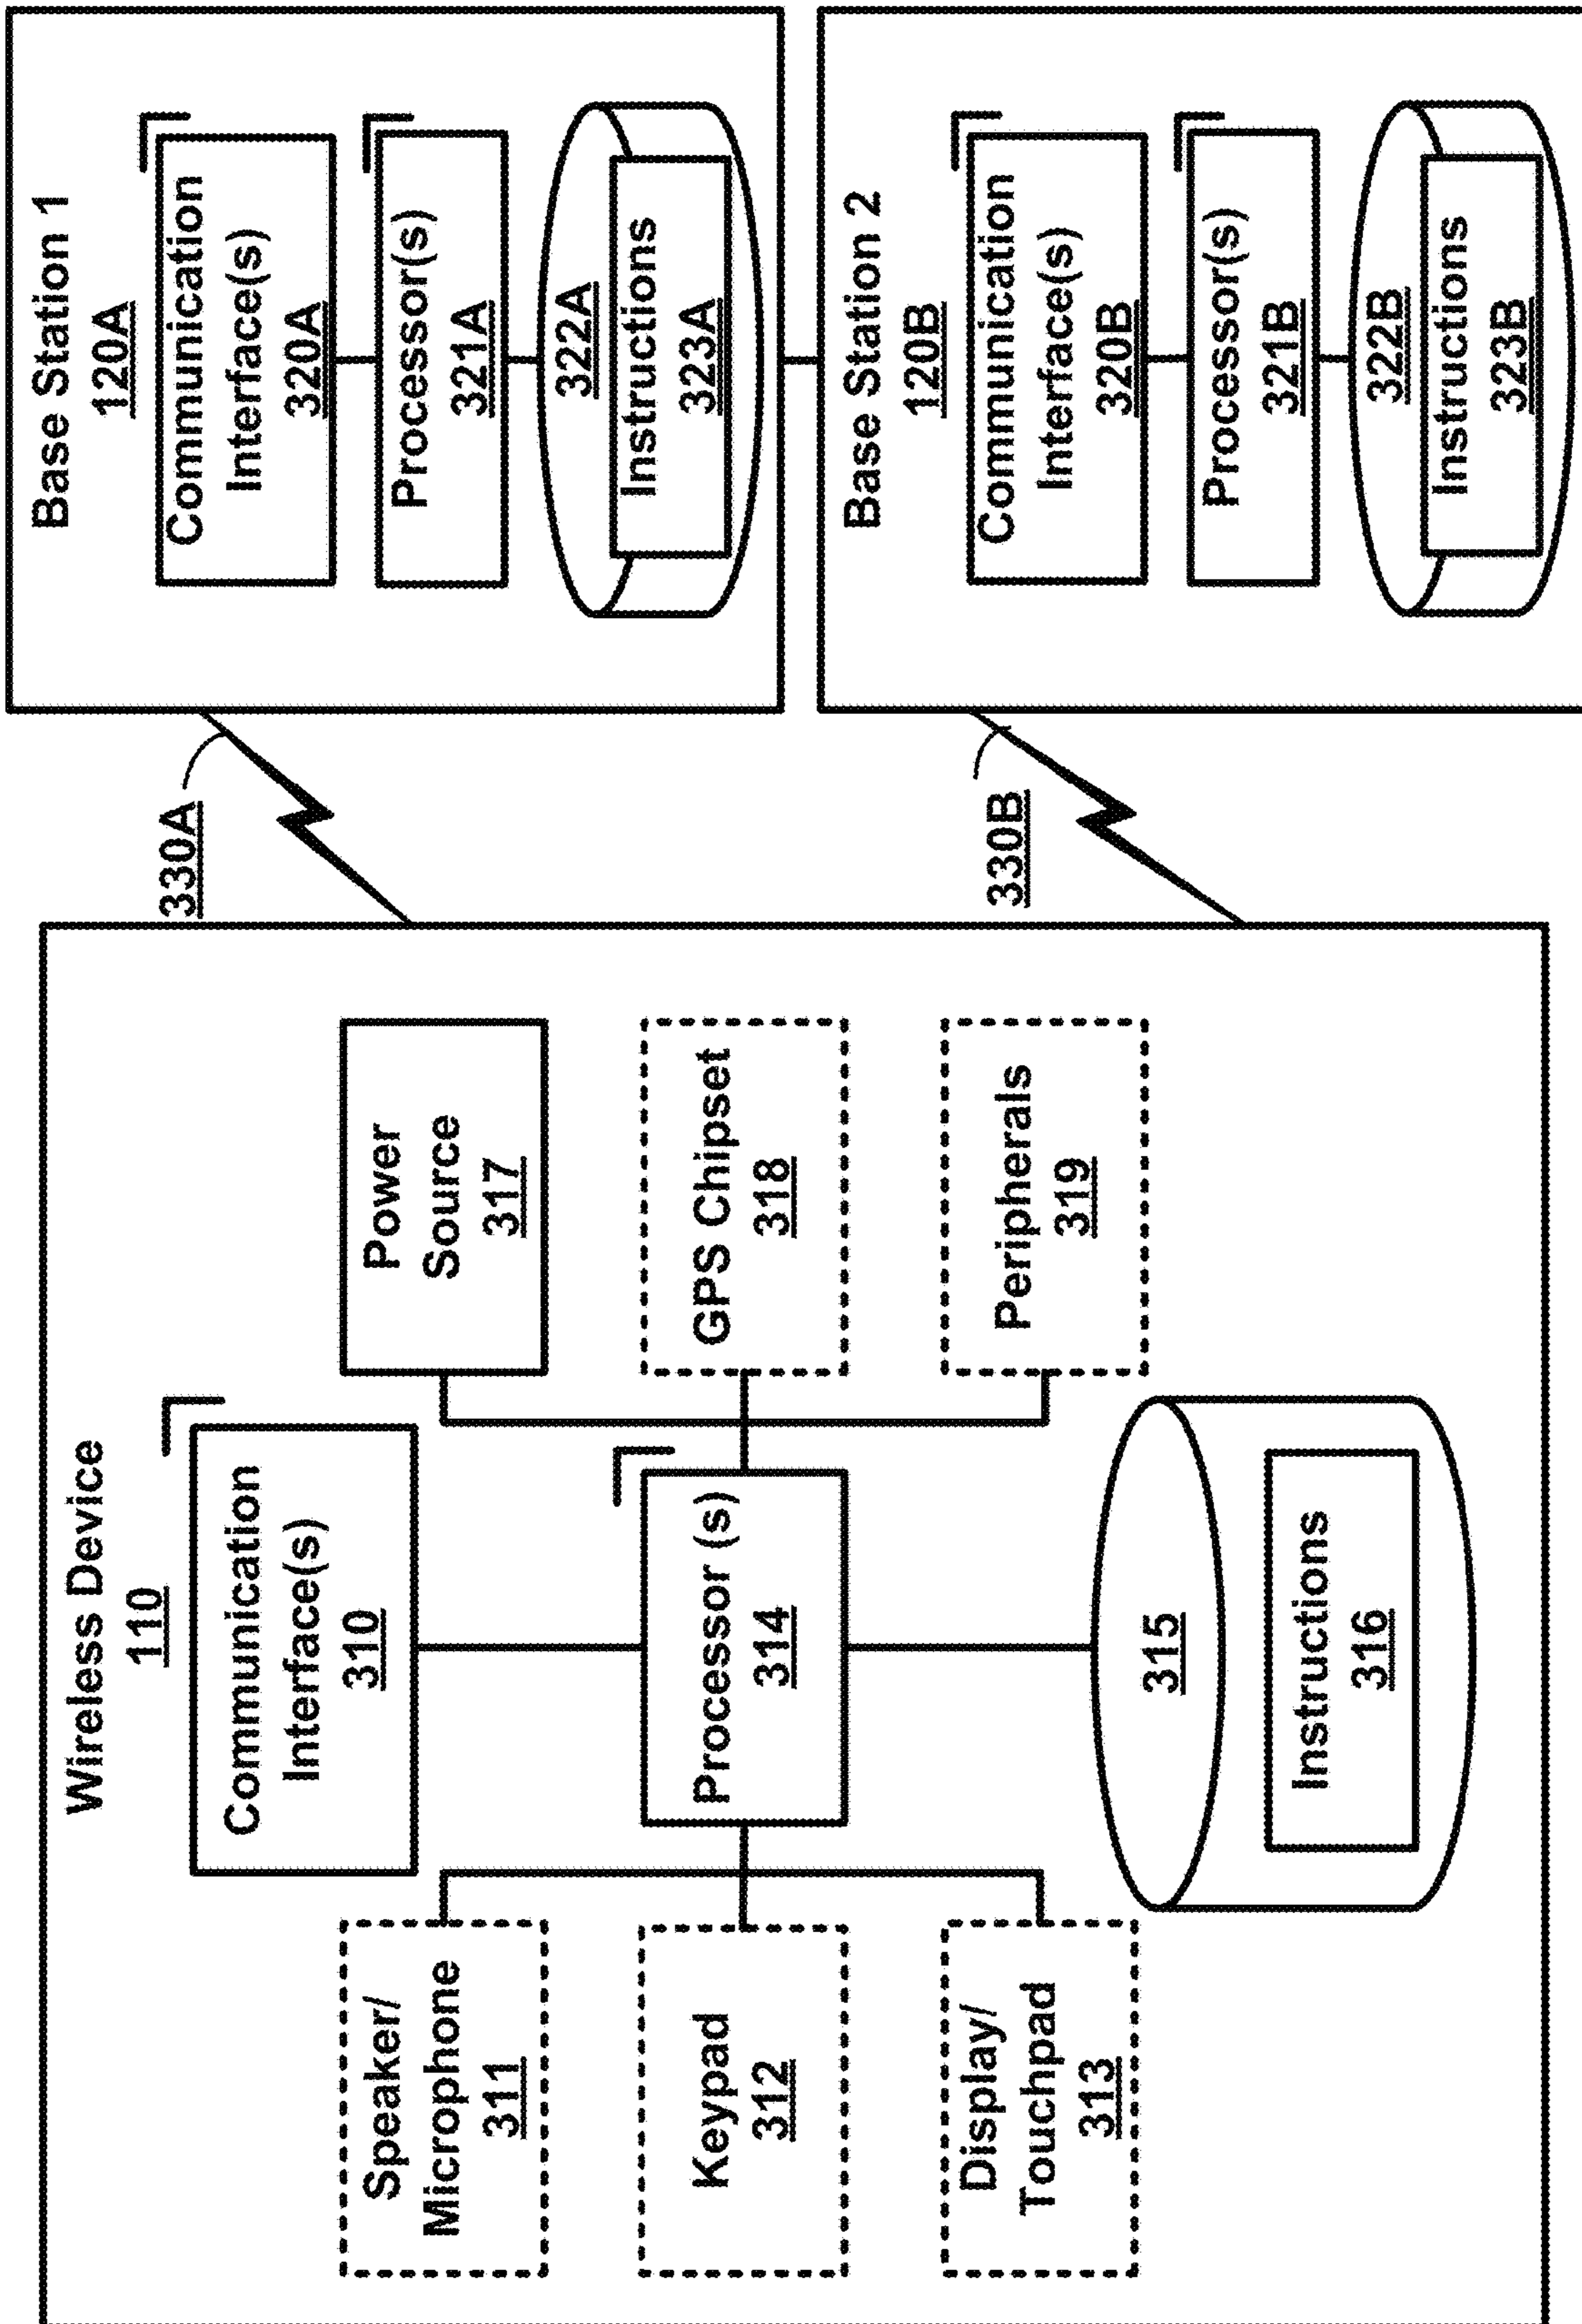 Wireless Device
110
Communication
Interface(s)
310
Speaker/
Microphone
311
Keypad
312
Display/
Touchpad
313
Processor (s)
314
315
Instructions
316
Power
Source
317
GPS Chipset
318
Peripherals
319
330A
330B
Base Station 1
120A
Communication
Interface(s)
320A
Processor(s)
321A
322A
Instructions
323A
Base Station 2
120B
Communication
Interface(s)
320B
Processor(s)
321B
322B
Instructions
323B